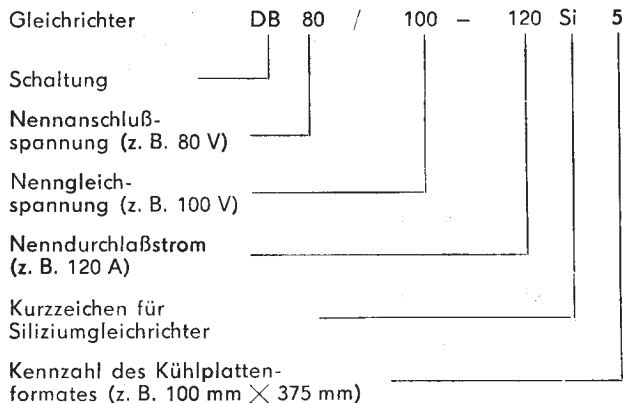 Gleichrichter DB 80 / 100 – 120 Si 5
Schaltung
Nennanschluß-
spannung (z. B. 80 V)
Nenngleich-
spannung (z. B. 100 V)
Nenndurchlaßstrom
(z. B. 120 A)
Kurzzeichen für
Siliziumgleichrichter
Kennzahl des Kühlplatten-
formates (z. B. 100 mm × 375 mm)